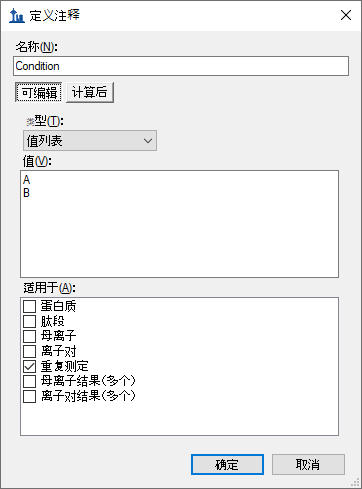 定义注释
名称(N):
Condition
可编辑 计算后
类型(T):
值列表
值(V):
A
B
适用于(A):
蛋白质
肽段
母离子
离子对
重复测定
母离子结果(多个)
离子对结果(多个)
确定 取消